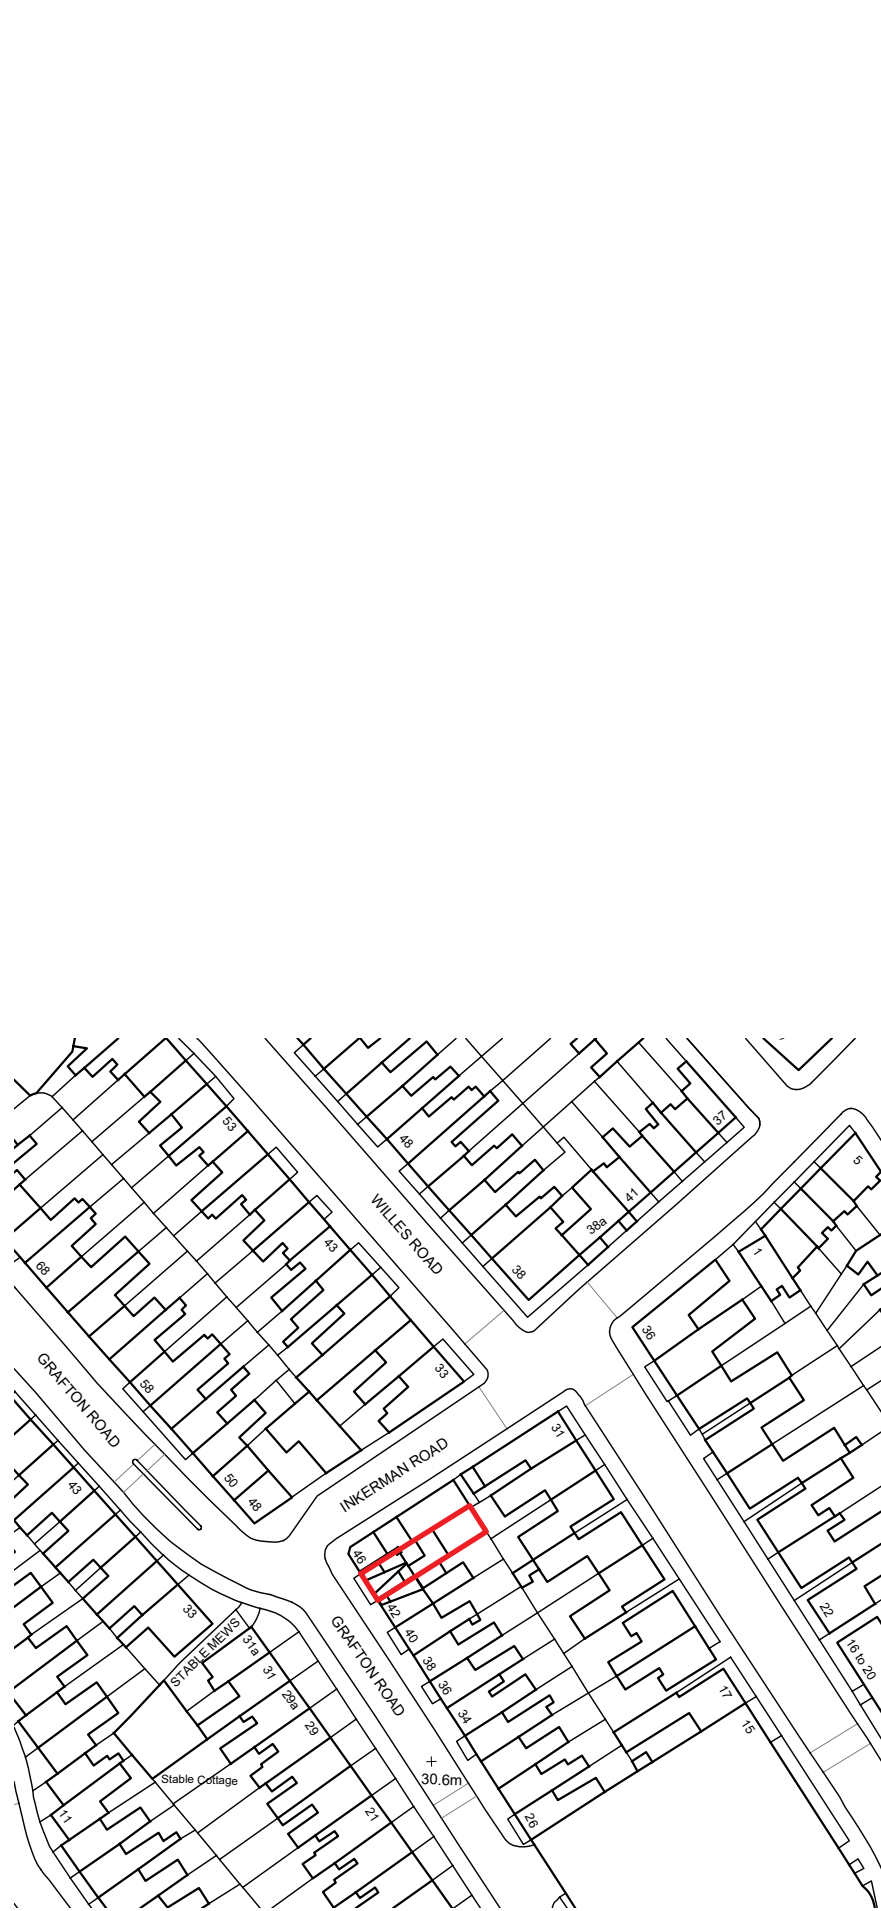 53
37
48
5
41
WILLES ROAD
38a
43
1
68
38
36
GRAFTON ROAD
58
33
31
INKERMAN ROAD
50
43
48
46
33
42
22
STABLE MEWS
40
31a
GRAFTON ROAD
16 to 20
38
31
36
17
29a
34
15
29
30.6m
Stable Cottage
21
11
26